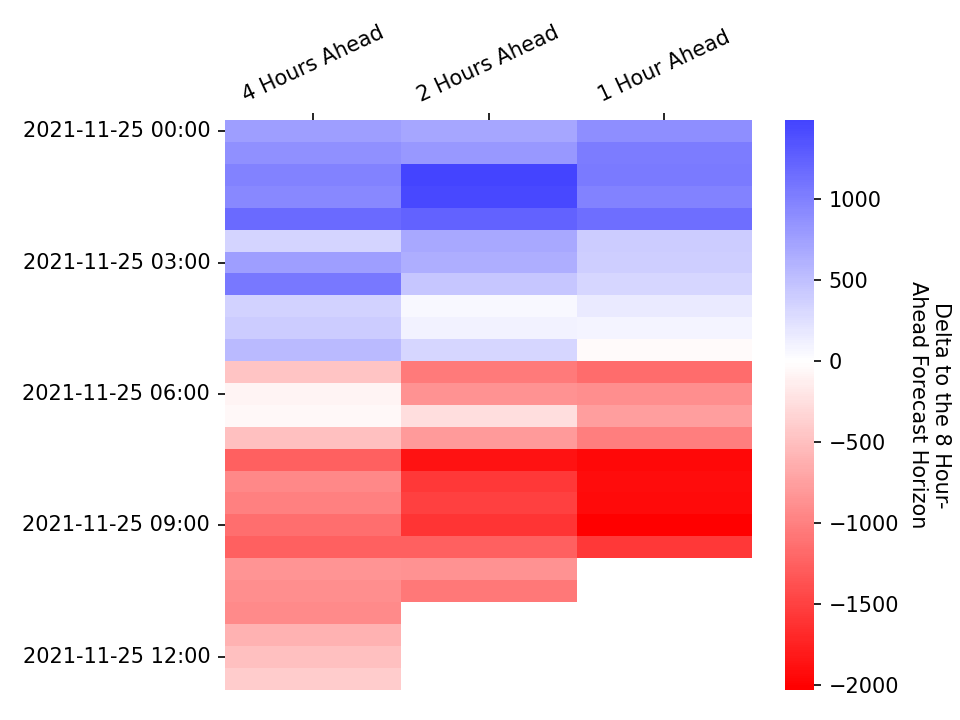 4 Hours Ahead
2 Hours Ahead
1 Hour Ahead
2021-11-25 00:00
2021-11-25 03:00
2021-11-25 06:00
2021-11-25 09:00
2021-11-25 12:00
1000
500
0
−500
−1000
−1500
−2000
Delta to the 8 Hour-
Ahead Forecast Horizon